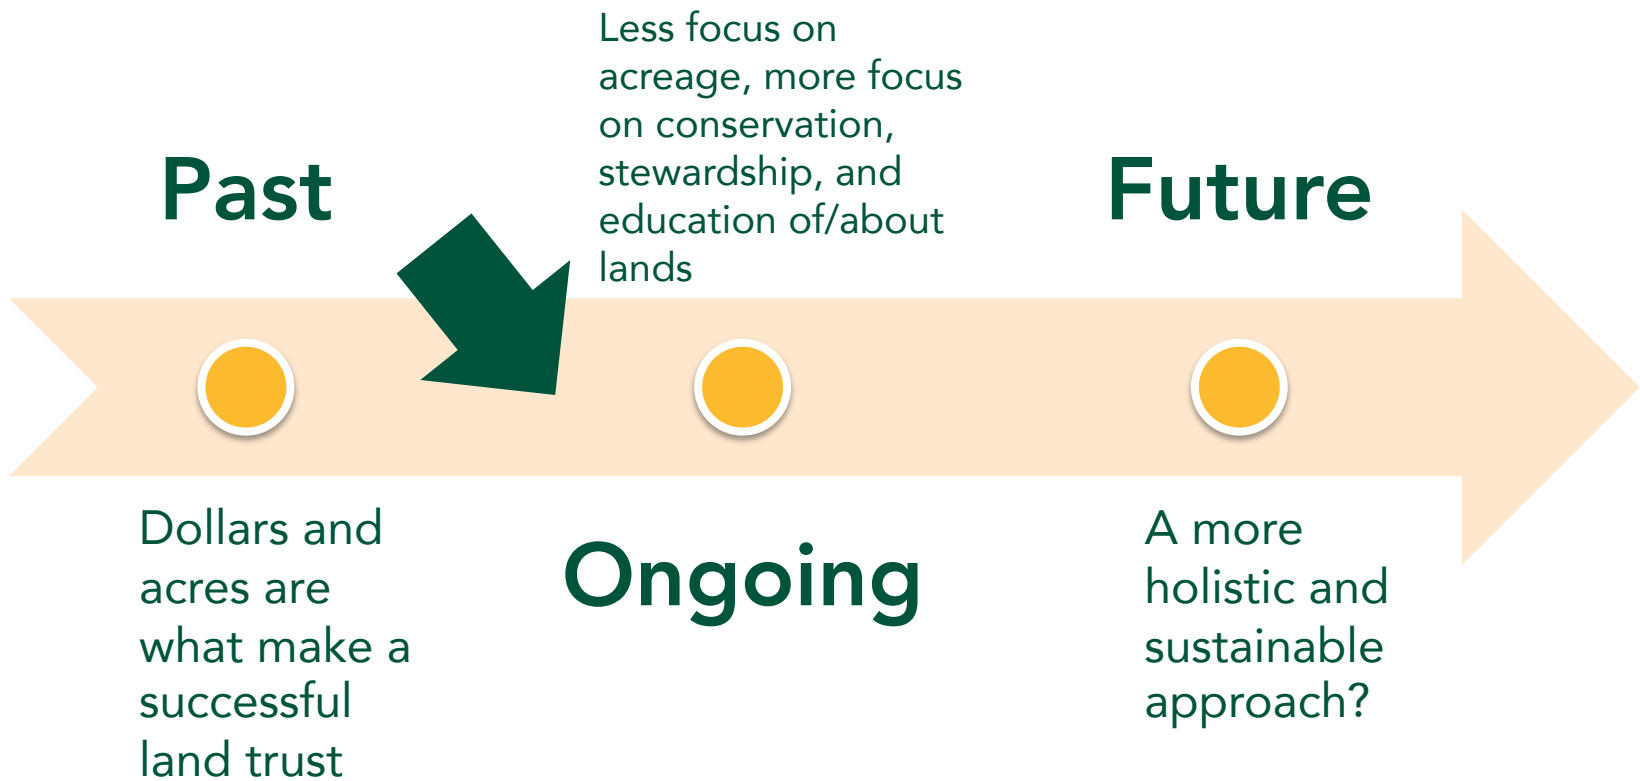 Past
Dollars and
acres are
what make a
successful
land trust
Less focus on
acreage, more focus
on conservation,
stewardship, and
education of/about
lands
Ongoing
Future
A more
holistic and
sustainable
approach?